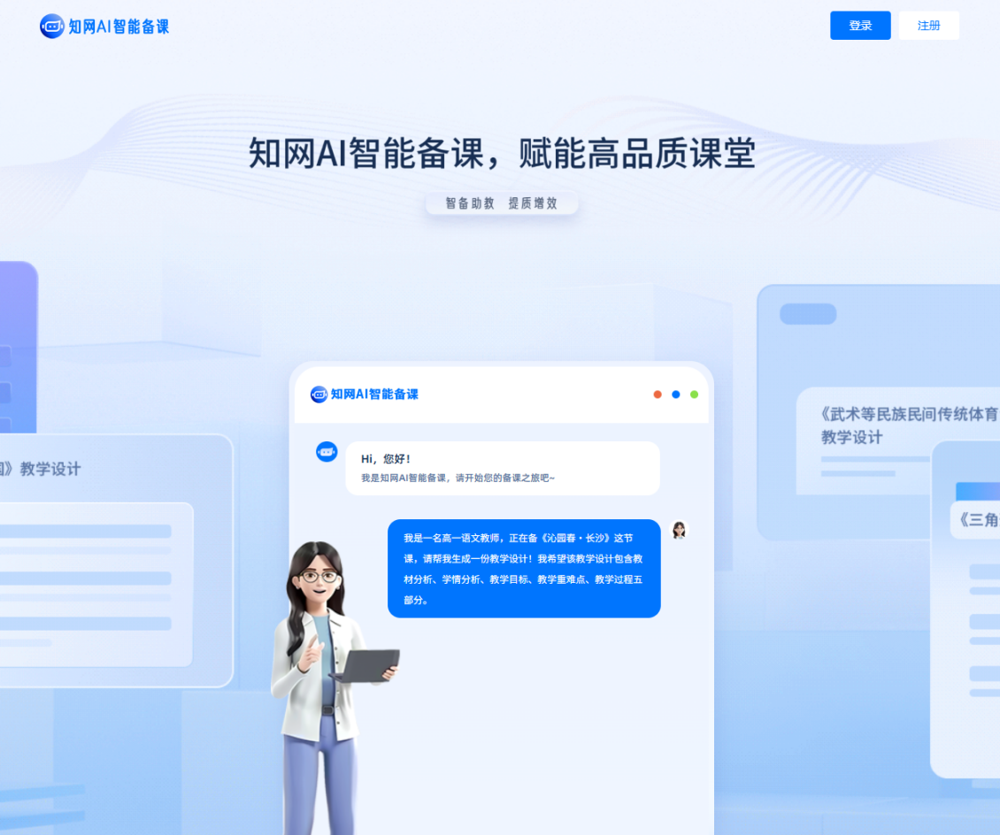 知网AI智能备课
登录
注册
知网AI智能备课，赋能高品质课堂
智备助教 提质增效
《武术等民族民间传统体育
教学设计
知网AI智能备课
》教学设计
Hi，您好！
我是知网AI智能备课，请开始您的备课之旅吧~
《三角
我是一名高一语文教师，正在备《沁园春·长沙》这节
课，请帮我生成一份教学设计！我希望该教学设计包含教
材分析、学情分析、教学目标、教学重难点、教学过程五
部分。